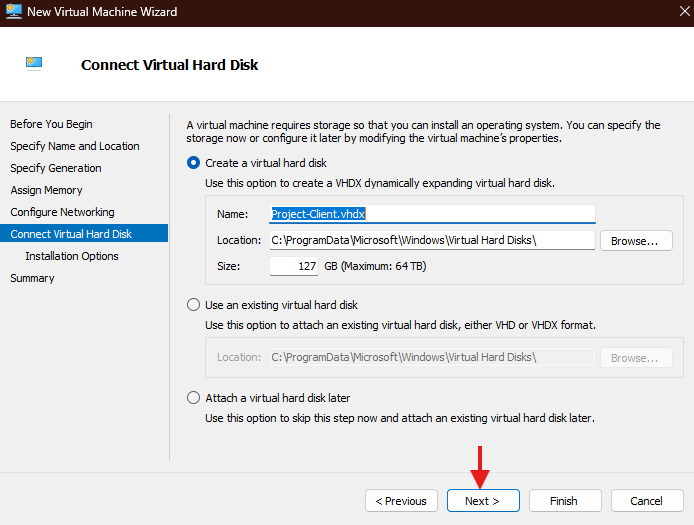 New Virtual Machine Wizard
Connect Virtual Hard Disk
Before You Begin
Specify Name and Location
Specify Generation
Assign Memory
Configure Networking
Connect Virtual Hard Disk
Installation Options
Summary
A virtual machine requires storage so that you can install an operating system. You can specify the
storage now or configure it later by modifying the virtual machine's properties.
Create a virtual hard disk
Use this option to create a VHDX dynamically expanding virtual hard disk.
Name: Project-Client.vhdx
Location: C:\ProgramData\Microsoft\Windows\Virtual Hard Disks\ Browse...
Size: 127 GB (Maximum: 64 TB)
Use an existing virtual hard disk
Use this option to attach an existing virtual hard disk, either VHD or VHDX format.
Location: C:\ProgramData\Microsoft\Windows\Virtual Hard Disks\ Browse...
Attach a virtual hard disk later
Use this option to skip this step now and attach an existing virtual hard disk later.
< Previous Next > Finish Cancel